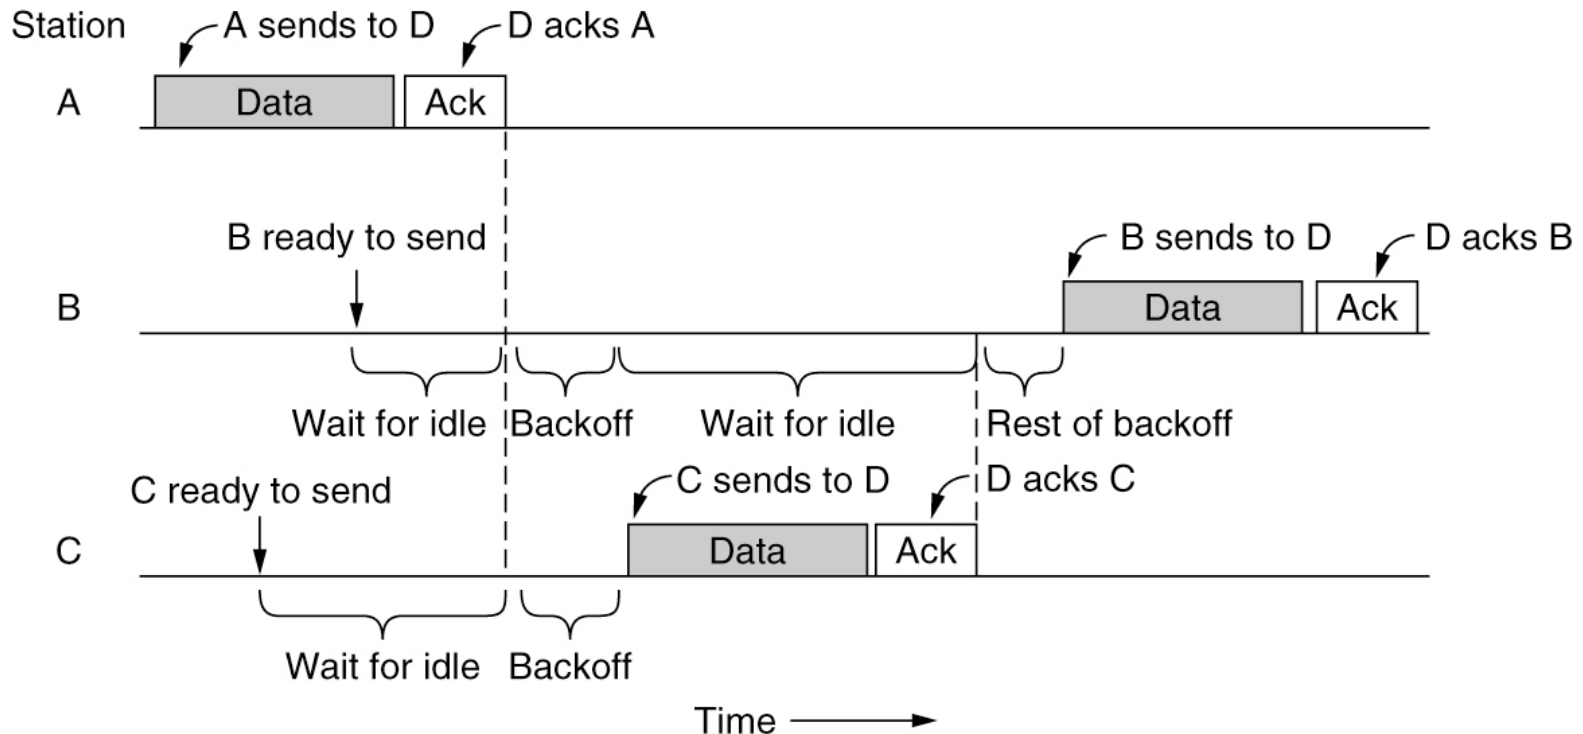 Station
A sends to D
D acks A
A
Data
Ack
B ready to send
B sends to D
D acks B
B
Data
Ack
Wait for idle
Backoff
Wait for idle
Rest of backoff
C ready to send
C sends to D
D acks C
C
Data
Ack
Wait for idle
Backoff
Time